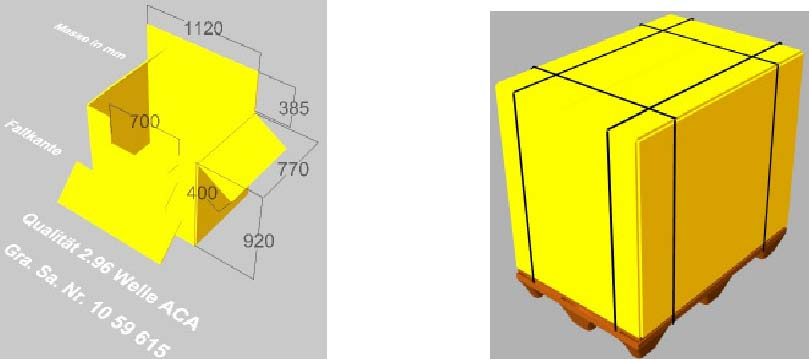 Masse in mm
1120
385
700
Fallkante
770
400
920
Qualität 2.96 Welle ACA
Gra. Sa. Nr. 10 59 615